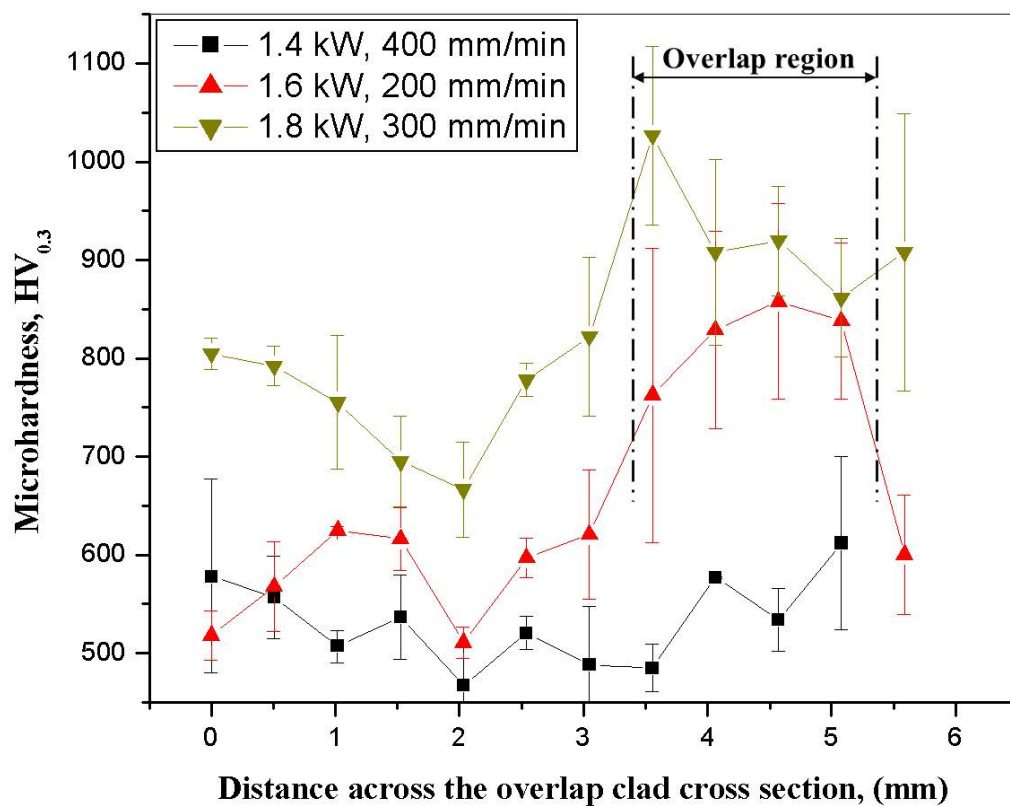 1.4 kW, 400 mm/min
1.6 kW, 200 mm/min
1.8 kW, 300 mm/min
Overlap region
1100
1000
900
800
700
600
500
Microhardness, HV0.3
0 1 2 3 4 5 6
Distance across the overlap clad cross section, (mm)